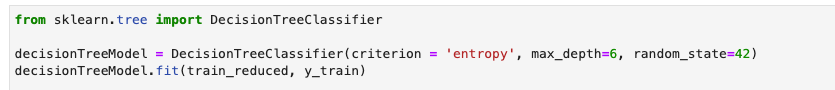 from sklearn.tree import DecisionTreeClassifier
decisionTreeModel = DecisionTreeClassifier(criterion = 'entropy', max_depth=6, random_state=42)
decisionTreeModel.fit(train_reduced, y_train)